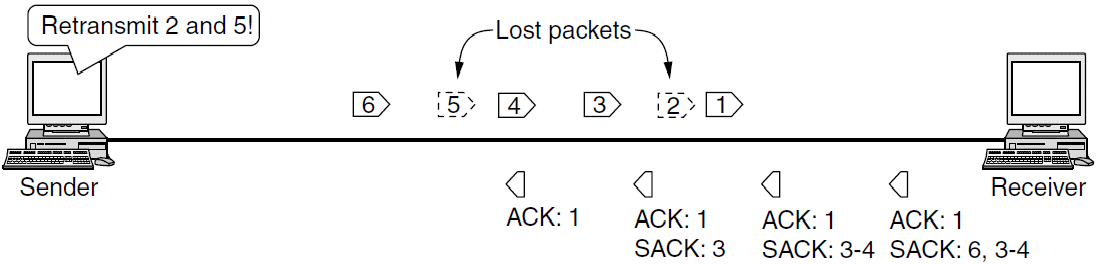 Retransmit 2 and 5!
Lost packets
6 5 4 3 2 1
Sender
Receiver
ACK: 1
ACK: 1
SACK: 3
ACK: 1
SACK: 3-4
ACK: 1
SACK: 6, 3-4